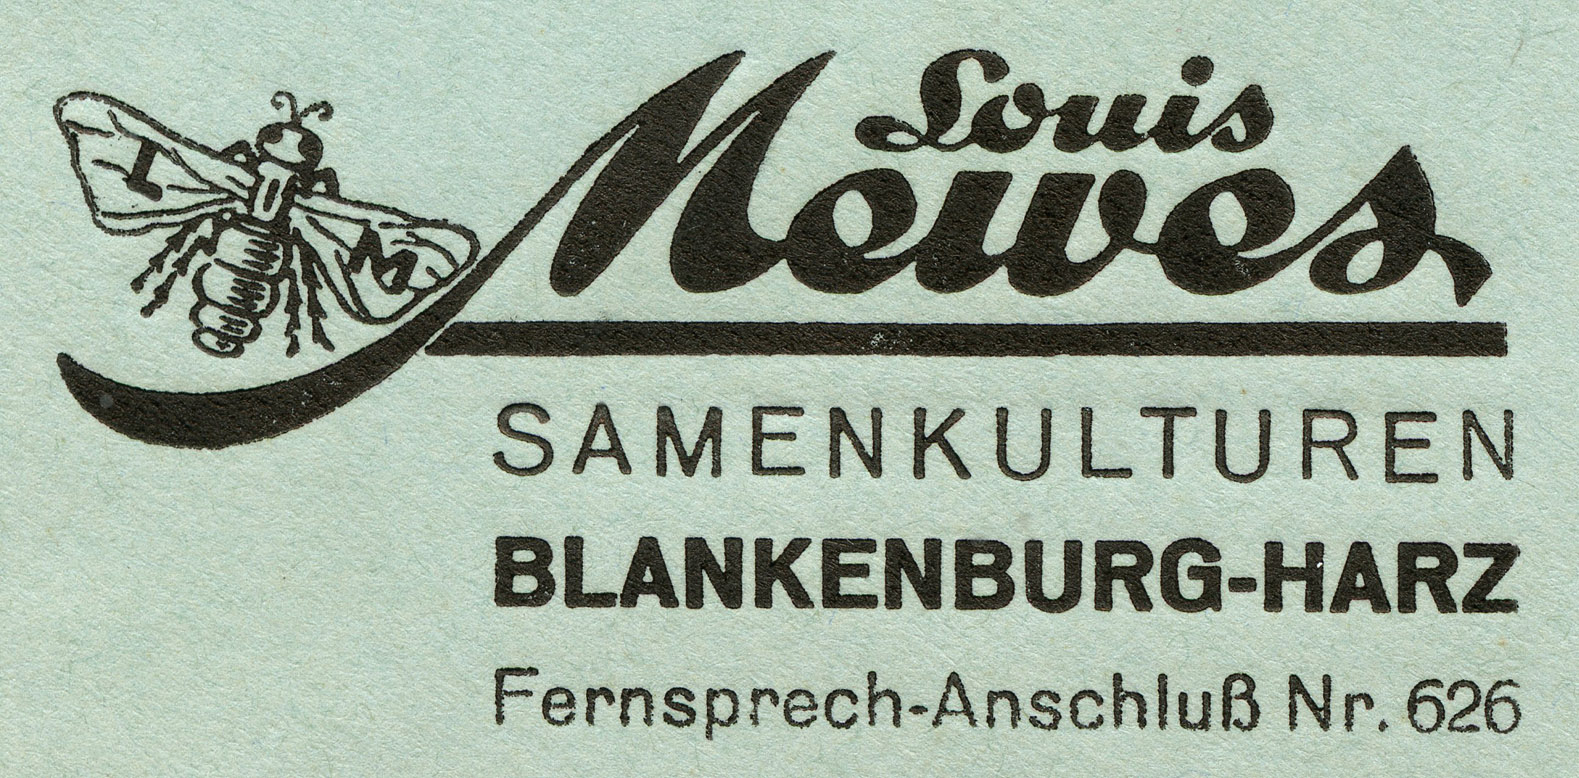 Louis
Mewes
SAMENKULTUREN
BLANKENBURG-HARZ
Fernsprech-Anschluß Nr. 626